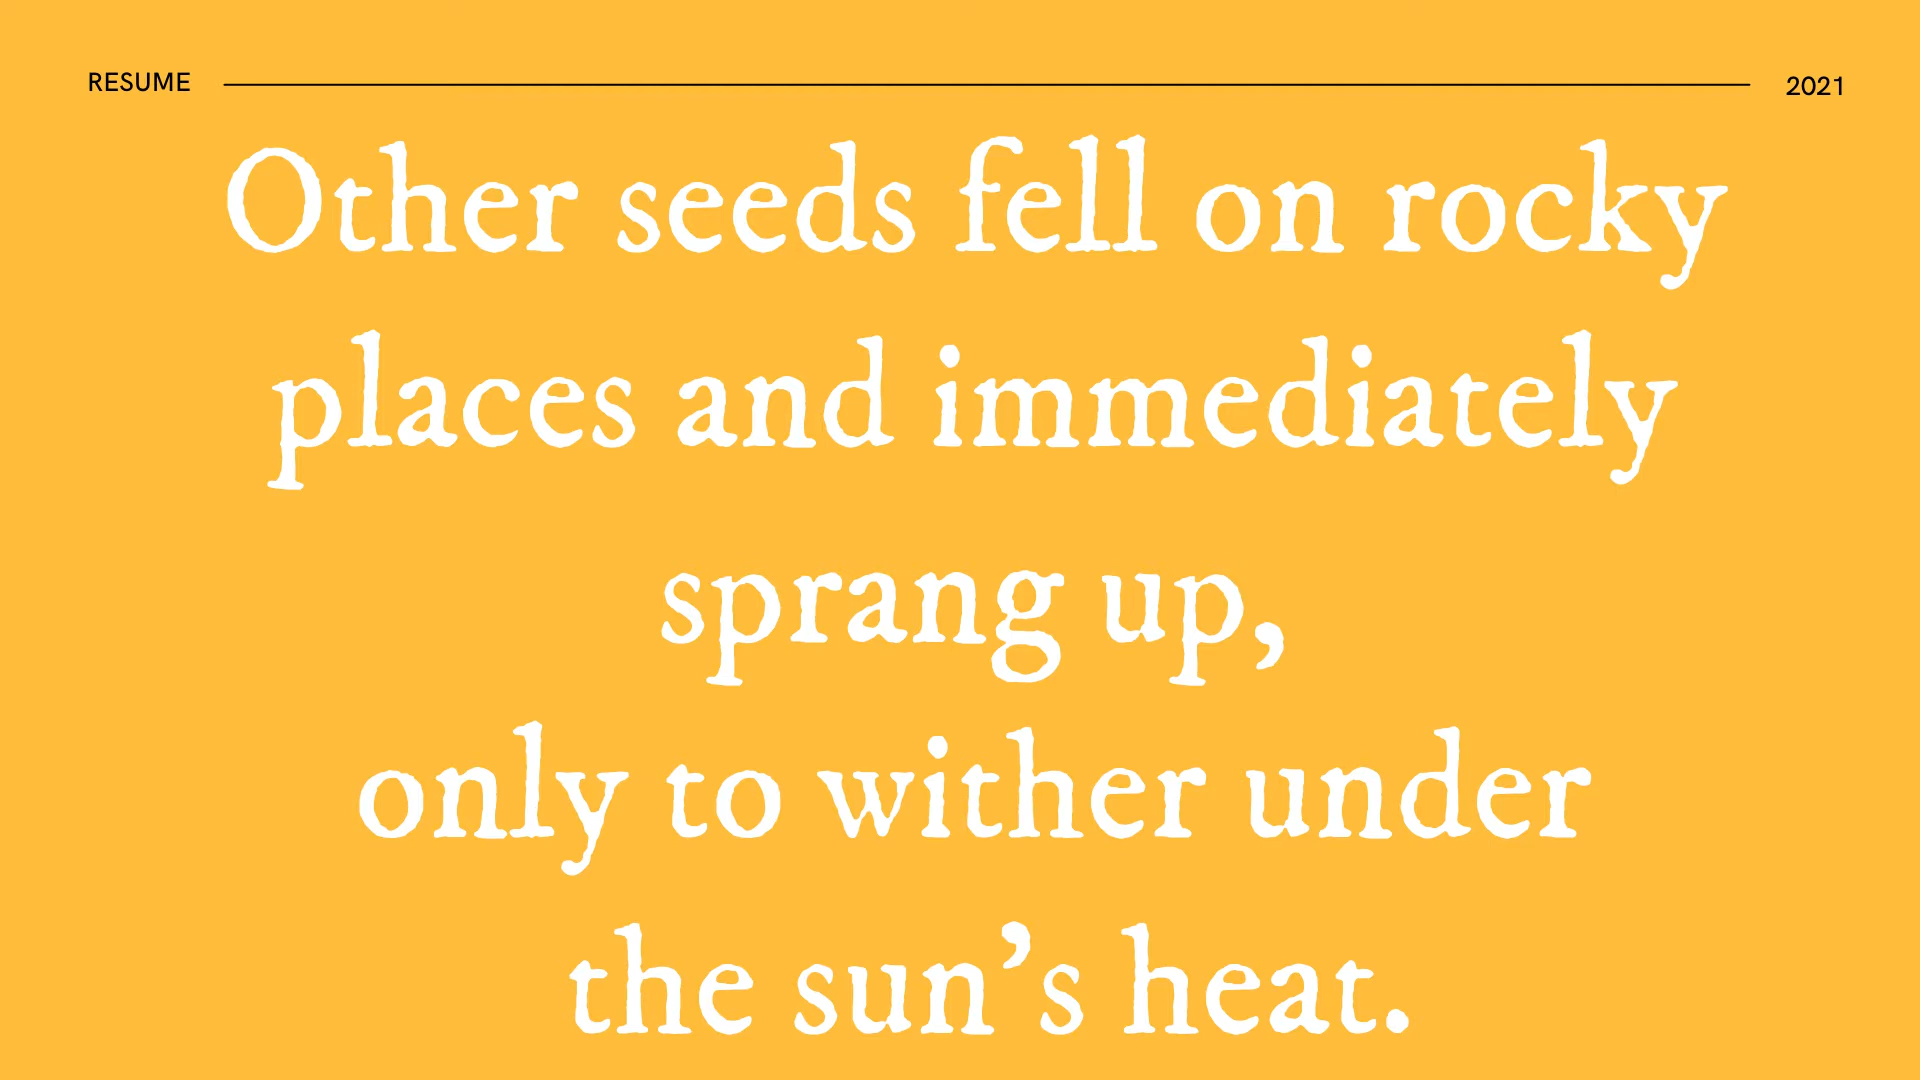 RESUME 2021
Other seeds fell on rocky
places and immediately
sprang up,
only to wither under
the sun’s heat.